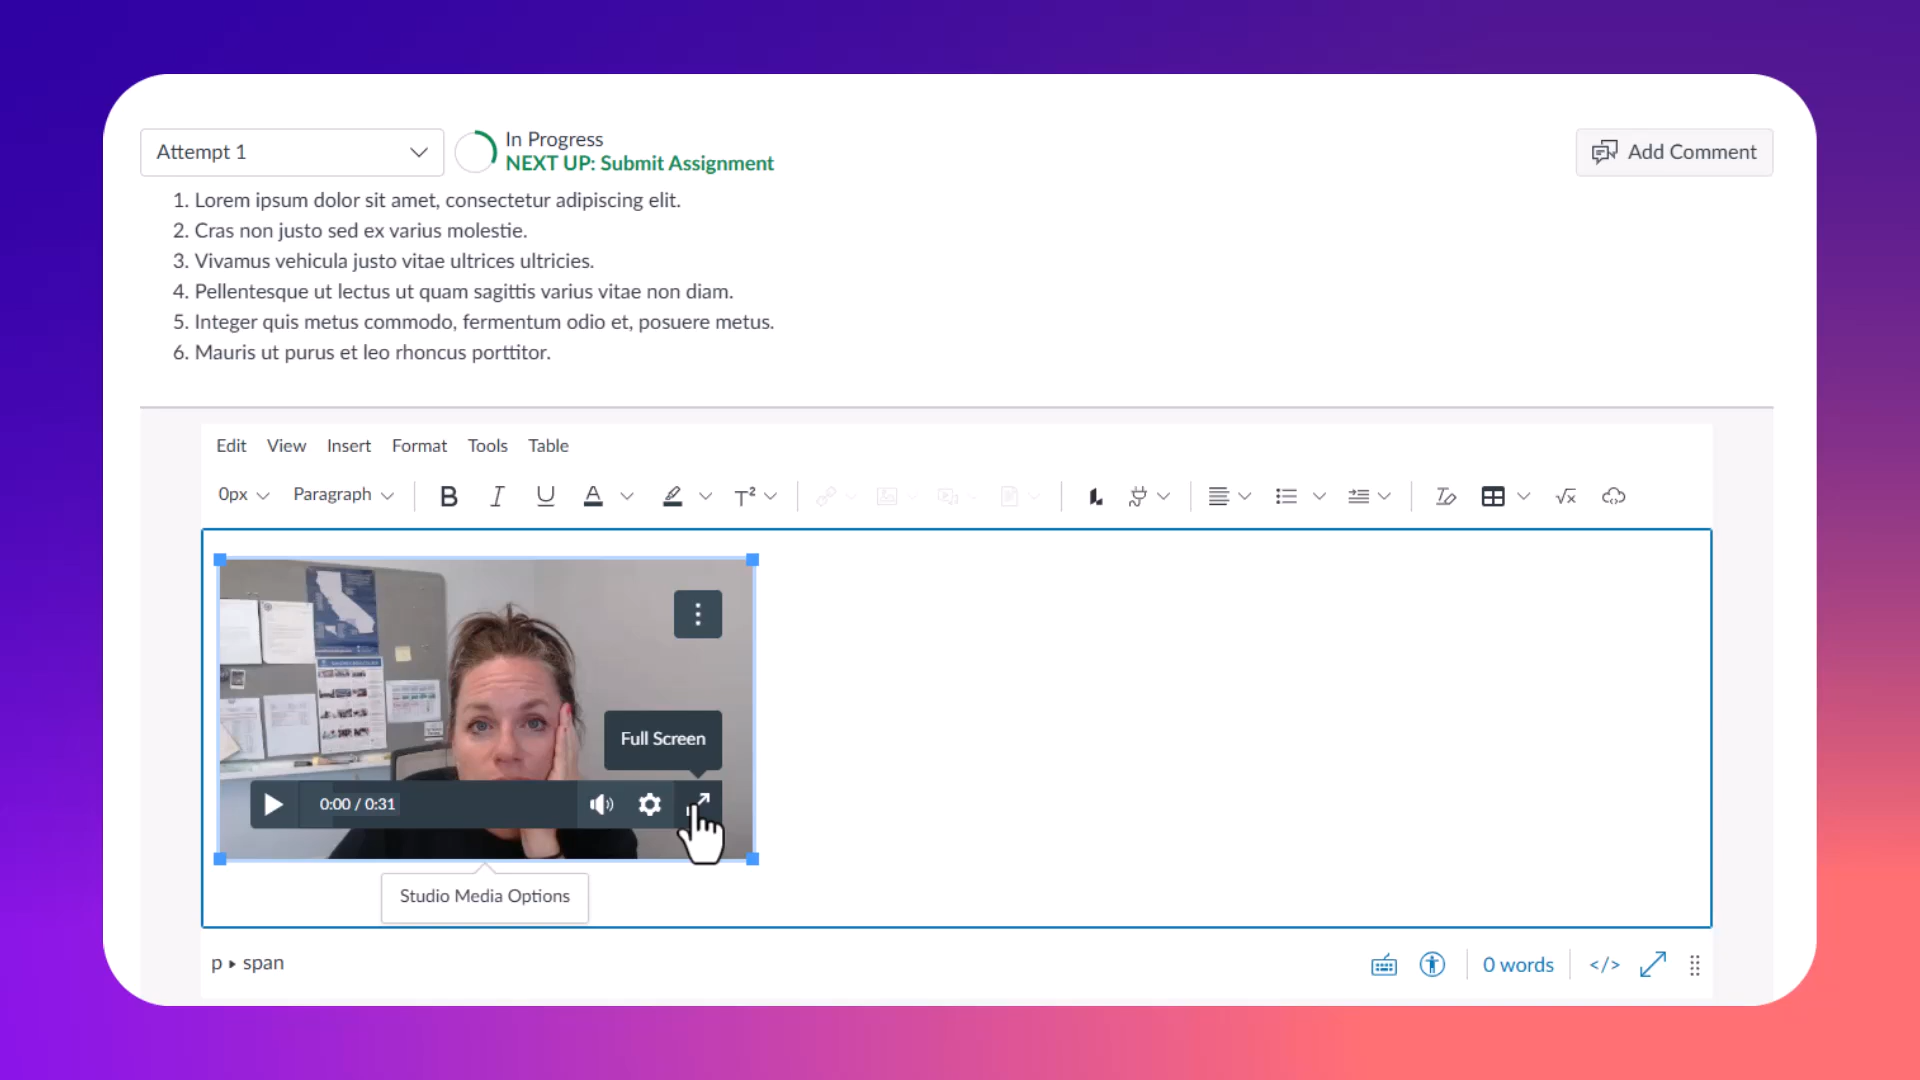 Attempt 1
In Progress
NEXT UP: Submit Assignment
Add Comment
1. Lorem ipsum dolor sit amet, consectetur adipiscing elit.
2. Cras non justo sed ex varius molestie.
3. Vivamus vehicula justo vitae ultrices ultricies.
4. Pellentesque ut lectus ut quam sagittis varius vitae non diam.
5. Integer quis metus commodo, fermentum odio et, posuere metus.
6. Mauris ut purus et leo rhoncus porttitor.
Edit View Insert Format Tools Table
0px Paragraph B I U A T²
Full Screen
0:00 / 0:31
Studio Media Options
p ▸ span
0 words </>